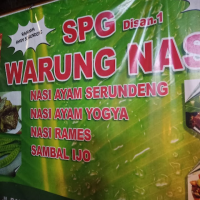 SPG Disan.1
WARUNG NAS
NASI AYAM SERUNDENG
NASI AYAM YOGYA
NASI RAMES
SAMBAL IJO